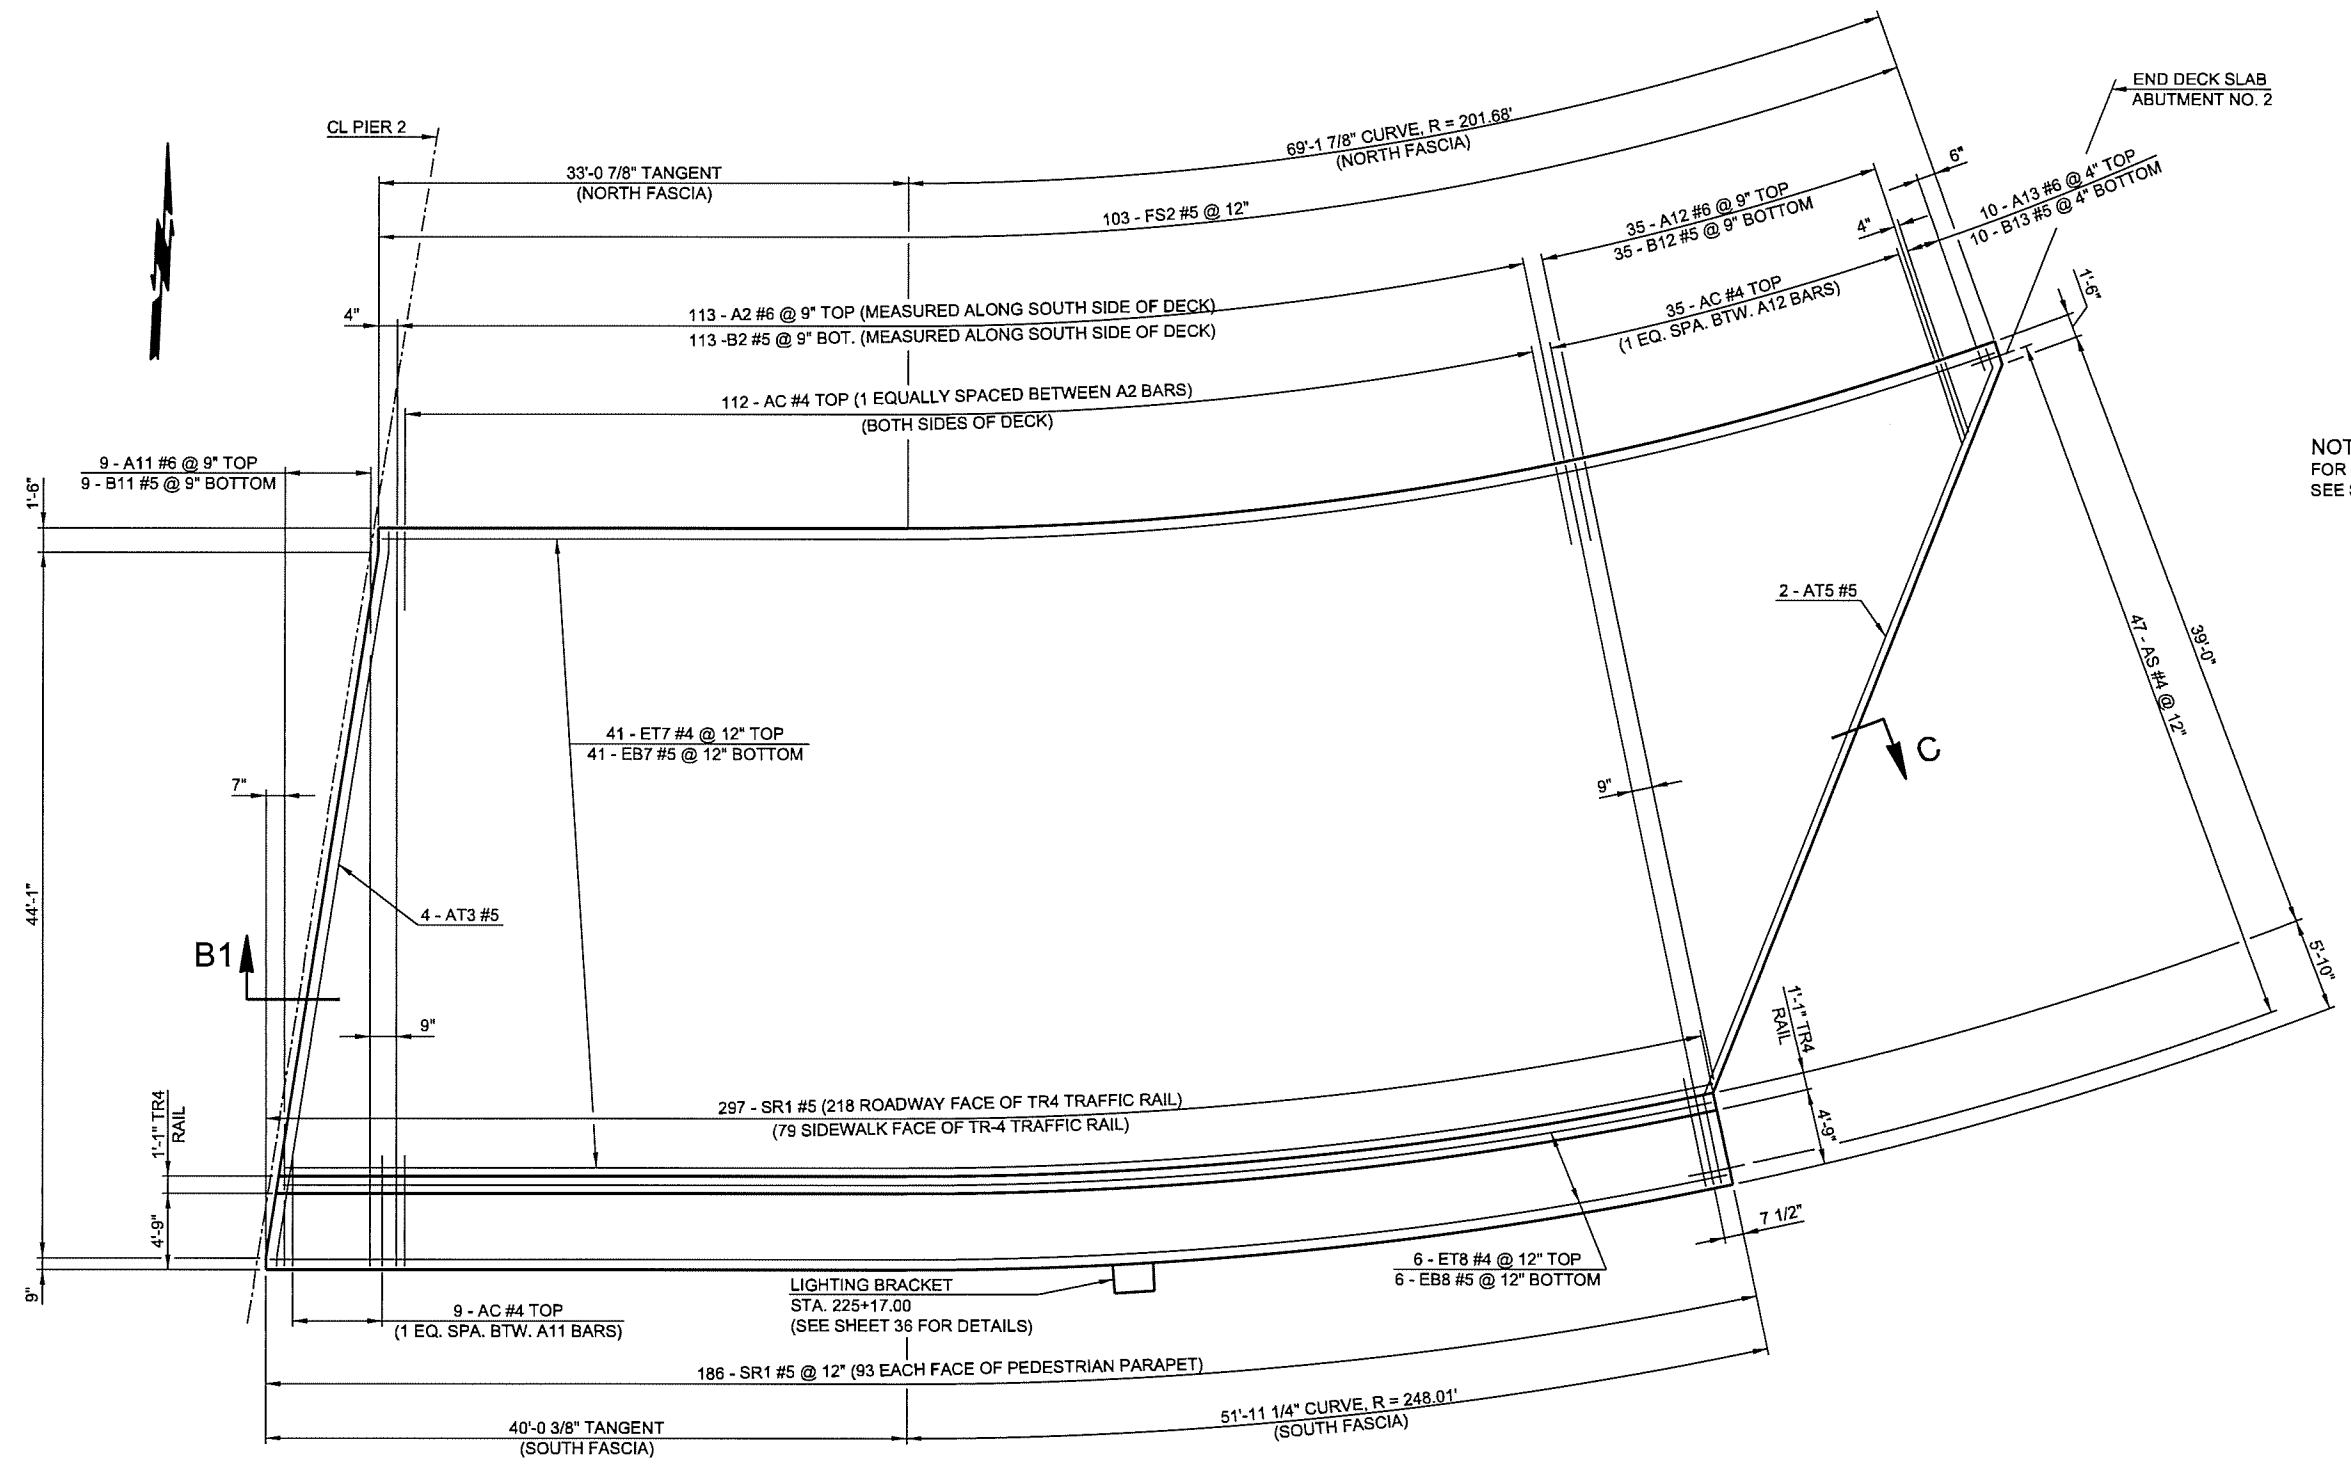 END DECK SLAB
ABUTMENT NO. 2
CL PIER 2
69'-1 7/8" CURVE, R = 201.68'
(NORTH FASCIA)
33'-0 7/8" TANGENT
(NORTH FASCIA)
103 - FS2 #5 @ 12"
6"
10 - A13 #6 @ 4" TOP
10 - B13 #5 @ 4" BOTTOM
35 - A12 #6 @ 9" TOP
35 - B12 #5 @ 9" BOTTOM
4"
35 - AC #4 TOP
(1 EQ. SPA. BTW. A12 BARS)
1'-6"
4"
113 - A2 #6 @ 9" TOP (MEASURED ALONG SOUTH SIDE OF DECK)
113 -B2 #5 @ 9" BOT. (MEASURED ALONG SOUTH SIDE OF DECK)
112 - AC #4 TOP (1 EQUALLY SPACED BETWEEN A2 BARS)
(BOTH SIDES OF DECK)
9 - A11 #6 @ 9" TOP
9 - B11 #5 @ 9" BOTTOM
1'-6"
NOT
FOR
SEE S
2 - AT5 #5
47 - AS #4 @ 12"
39'-0"
41 - ET7 #4 @ 12" TOP
41 - EB7 #5 @ 12" BOTTOM
C
7"
9"
44'-1"
4 - AT3 #5
B1
5'-10"
9"
1'-1" TR4
RAIL
1'-1" TR4
RAIL
297 - SR1 #5 (218 ROADWAY FACE OF TR4 TRAFFIC RAIL)
(79 SIDEWALK FACE OF TR-4 TRAFFIC RAIL)
4'-9"
4'-9"
7 1/2"
6 - ET8 #4 @ 12" TOP
6 - EB8 #5 @ 12" BOTTOM
9"
LIGHTING BRACKET
STA. 225+17.00
(SEE SHEET 36 FOR DETAILS)
9 - AC #4 TOP
(1 EQ. SPA. BTW. A11 BARS)
186 - SR1 #5 @ 12" (93 EACH FACE OF PEDESTRIAN PARAPET)
51'-11 1/4" CURVE, R = 248.01'
(SOUTH FASCIA)
40'-0 3/8" TANGENT
(SOUTH FASCIA)